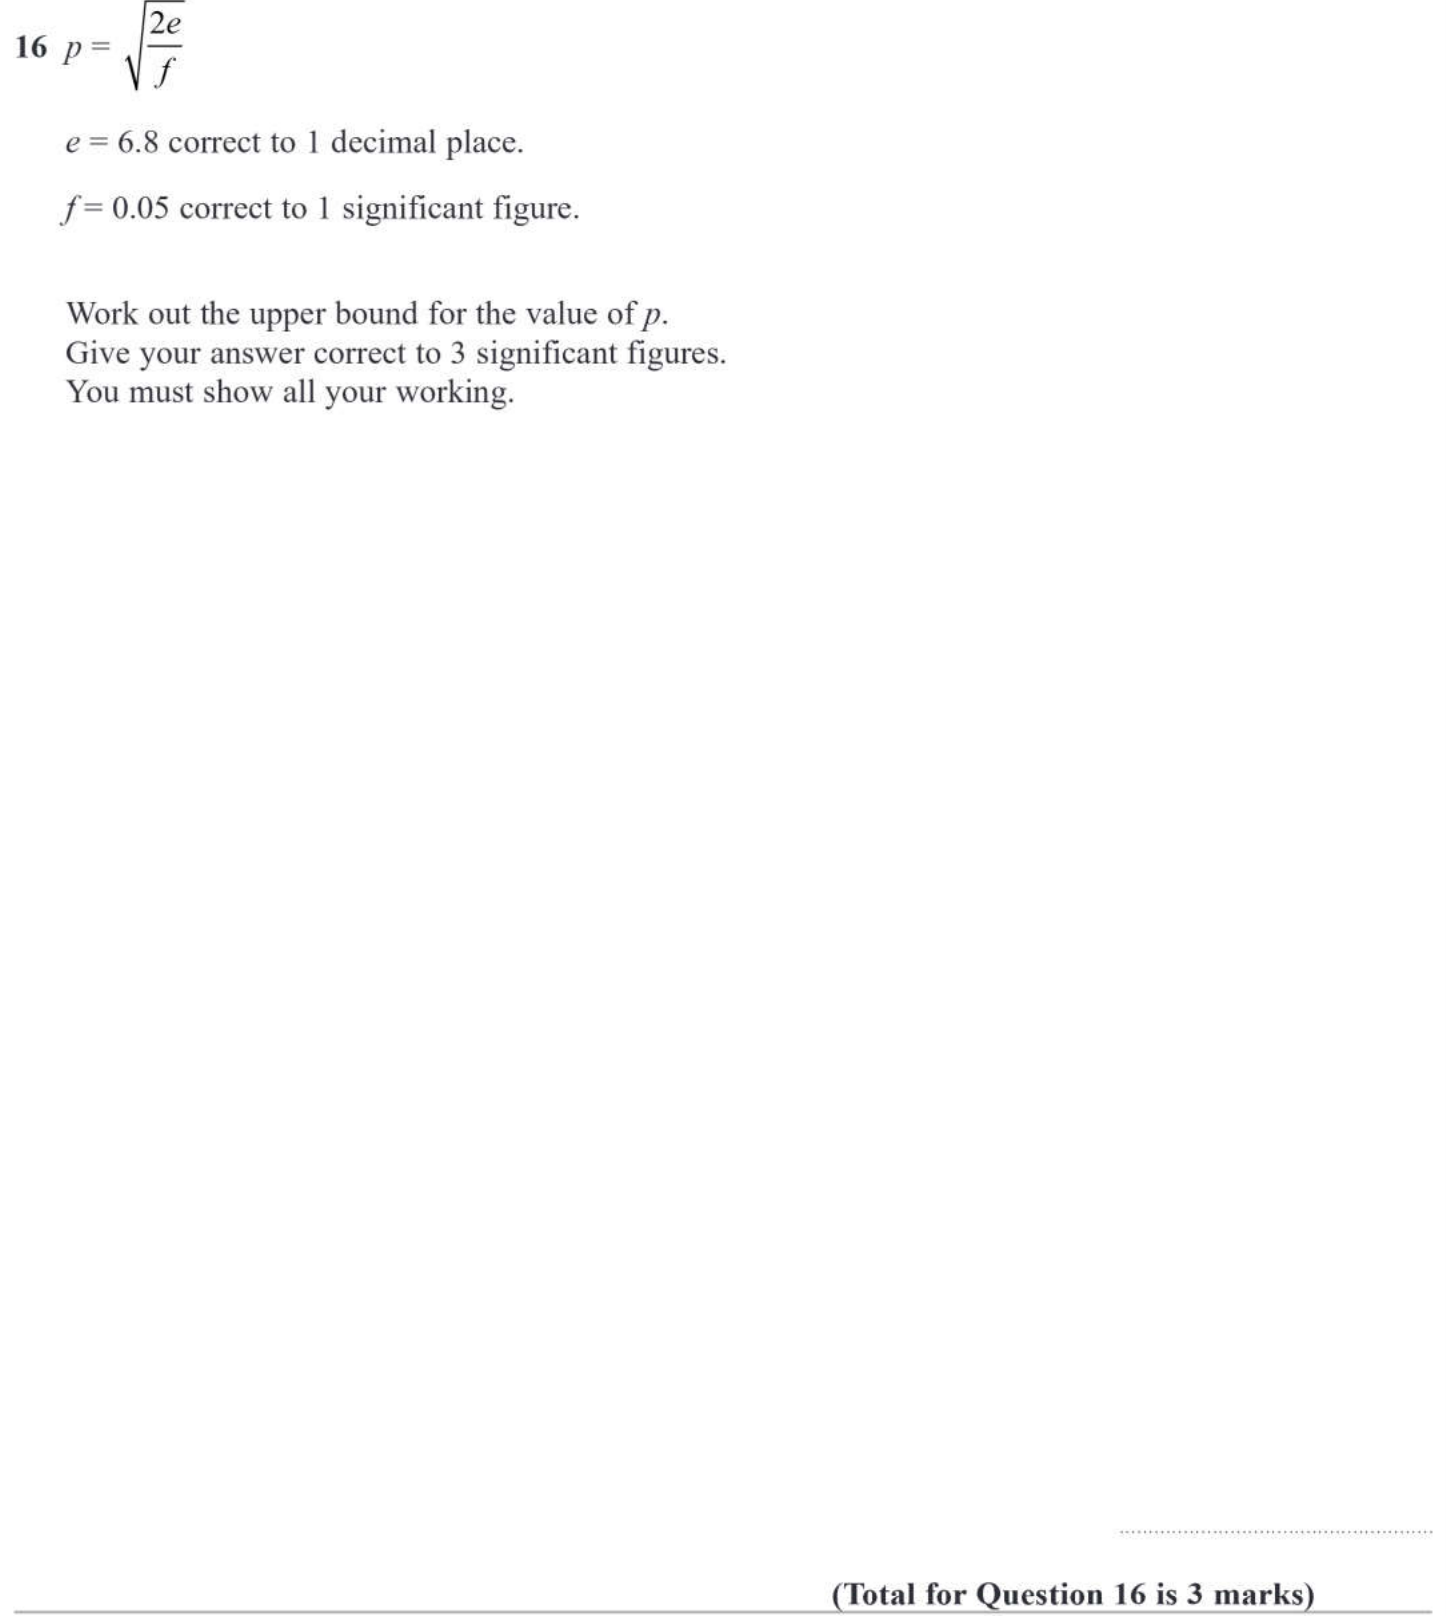 16 p = √(2e/f)
e = 6.8 correct to 1 decimal place.
f = 0.05 correct to 1 significant figure.
Work out the upper bound for the value of p.
Give your answer correct to 3 significant figures.
You must show all your working.
(Total for Question 16 is 3 marks)